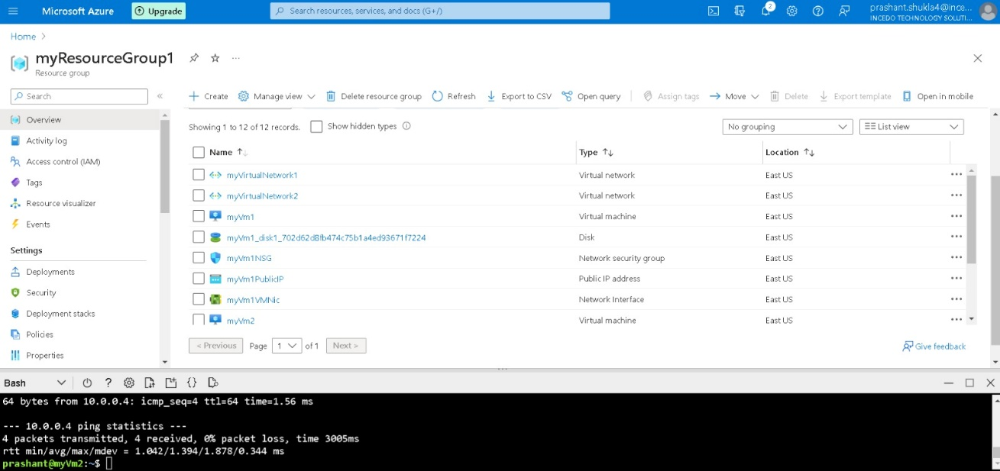 Microsoft Azure
Upgrade
Search resources, services, and docs (G+/)
2
prashant.shukla4@ince...
INCEDO TECHNOLOGY SOLUTI...
Home >
myResourceGroup1
...
Resource group
Search
«
Create
Manage view
Delete resource group
Refresh
Export to CSV
Open query
Assign tags
Move
Delete
Export template
Open in mobile
Overview
Activity log
Access control (IAM)
Tags
Resource visualizer
Events
Settings
Deployments
Security
Deployment stacks
Policies
Properties
Showing 1 to 12 of 12 records.
Show hidden types
No grouping
List view
Name ↑↓ Type ↑↓ Location ↑↓
myVirtualNetwork1 Virtual network East US ...
myVirtualNetwork2 Virtual network East US ...
myVm1 Virtual machine East US ...
myVm1_disk1_702d62d8fb474c75b1a4ed93671f7224 Disk East US ...
myVm1NSG Network security group East US ...
myVm1PublicIP Public IP address East US ...
myVm1VMNic Network Interface East US ...
myVm2 Virtual machine East US ...
< Previous Page 1 of 1 Next >
Give feedback
Bash
? {}
64 bytes from 10.0.0.4: icmp_seq=4 ttl=64 time=1.56 ms
--- 10.0.0.4 ping statistics ---
4 packets transmitted, 4 received, 0% packet loss, time 3005ms
rtt min/avg/max/mdev = 1.042/1.394/1.878/0.344 ms
prashant@myVm2:~$